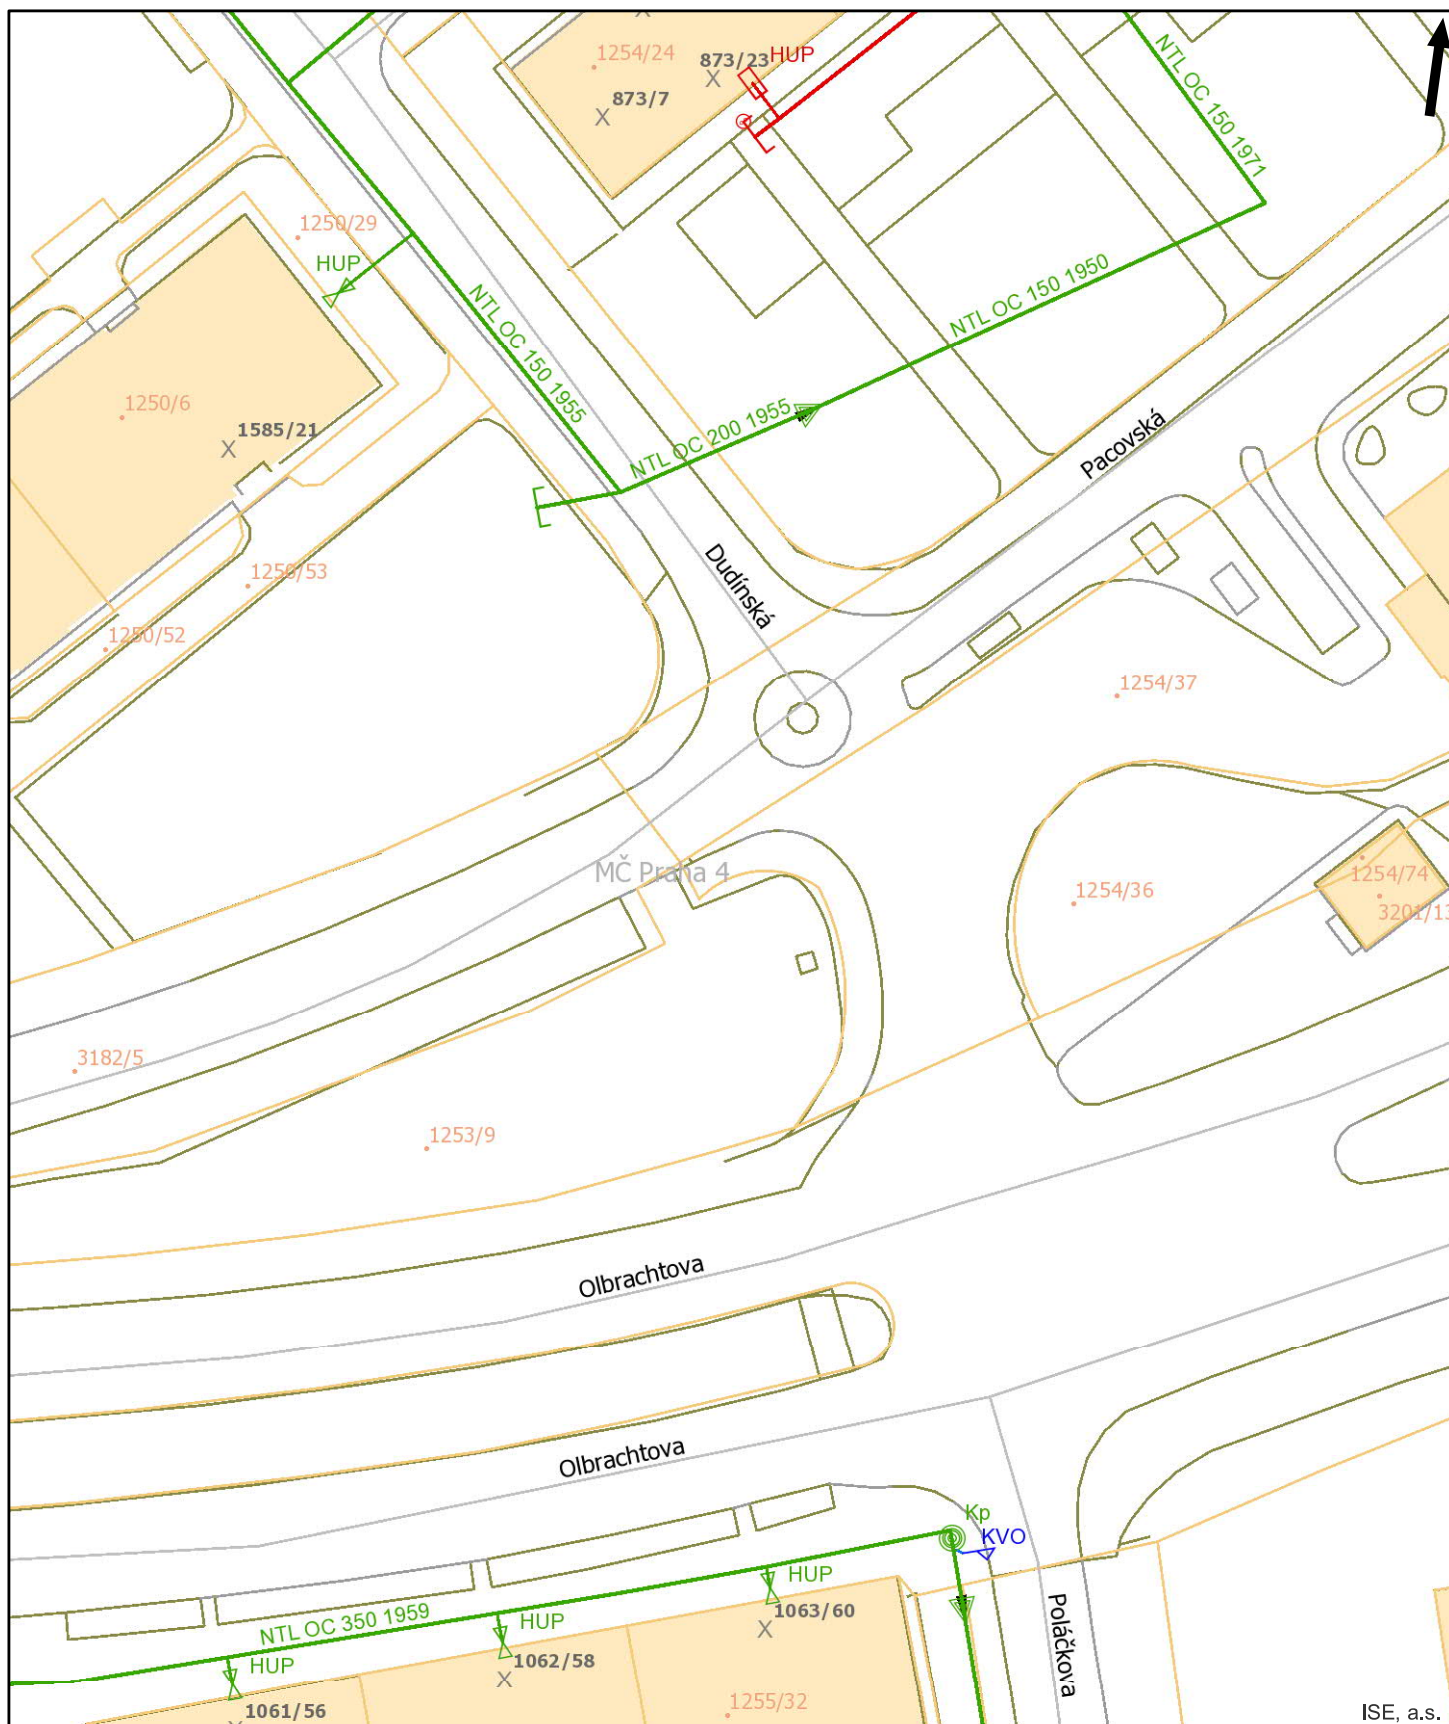 1254/24
873/23
HUP
873/7
NTL OC 150 1971
1250/29
HUP
NTL OC 150 1955
NTL OC 150 1950
1250/6
1585/21
NTL OC 200 1955
Pacovská
1250/53
Dudínská
1250/52
1254/37
MČ Praha 4
1254/74
1254/36
3201/13
3182/5
1253/9
Olbrachtova
Olbrachtova
Kp
KVO
HUP
1063/60
NTL OC 350 1959
HUP
Poláčkova
1062/58
HUP
1255/32
1061/56
ISE, a.s.